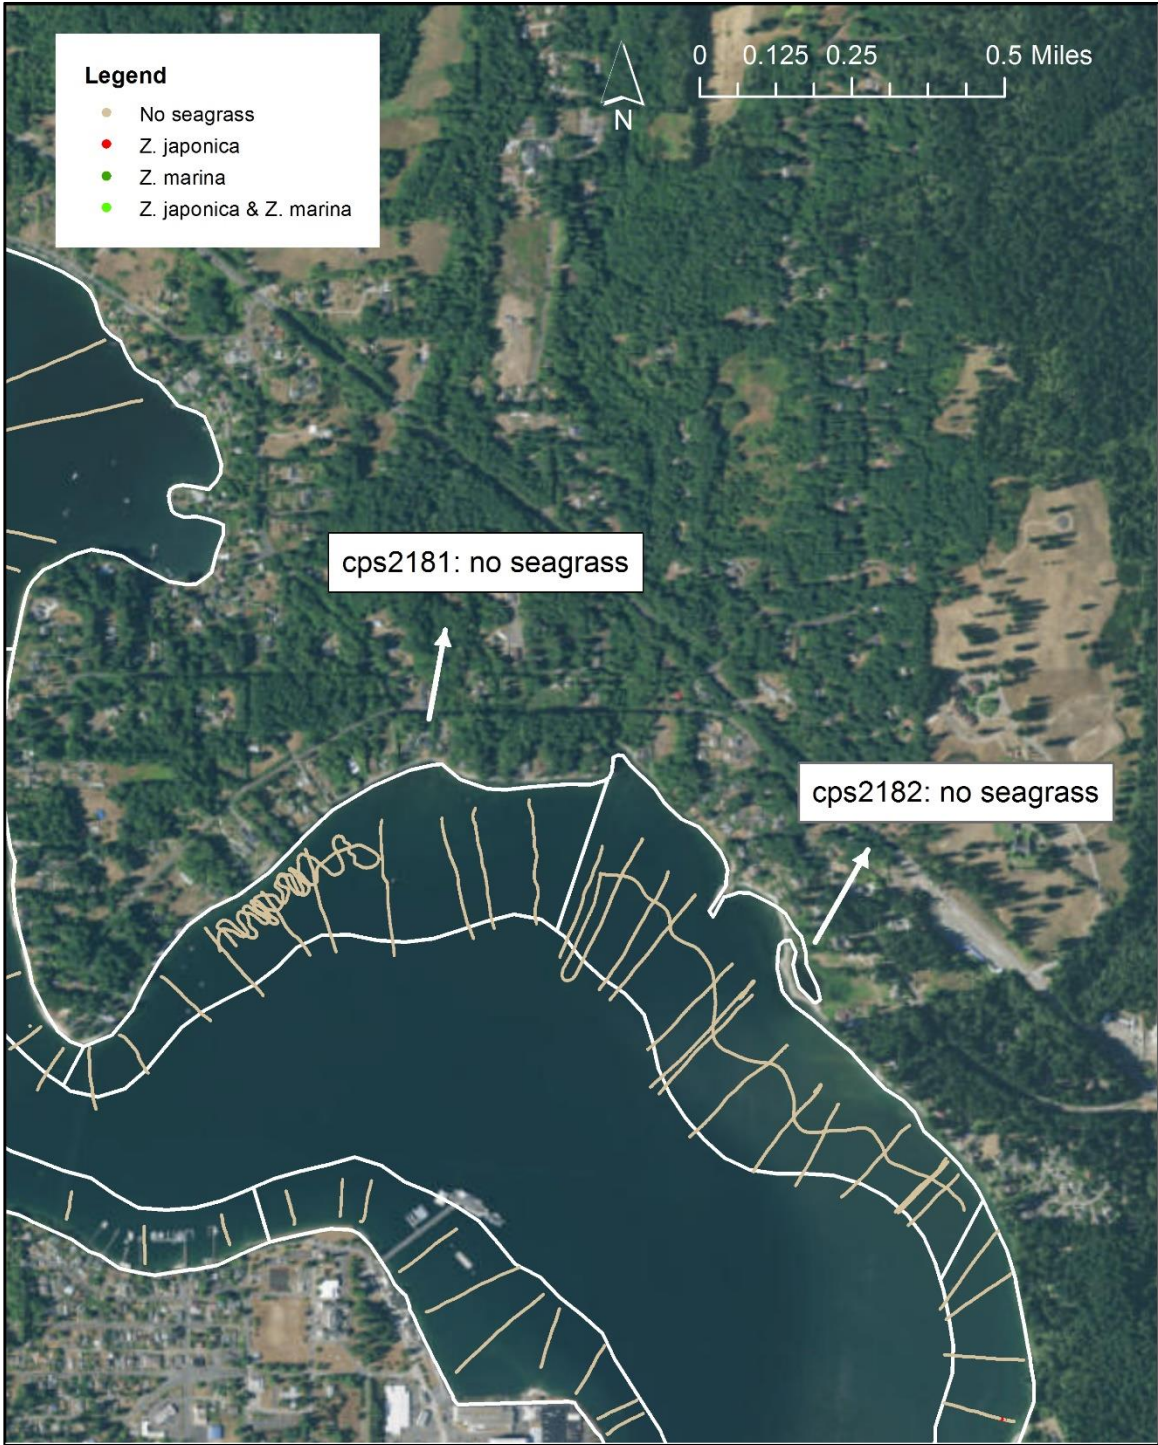 Legend
No seagrass
Z. japonica
Z. marina
Z. japonica & Z. marina
0 0.125 0.25 0.5 Miles
N
cps2181: no seagrass
cps2182: no seagrass